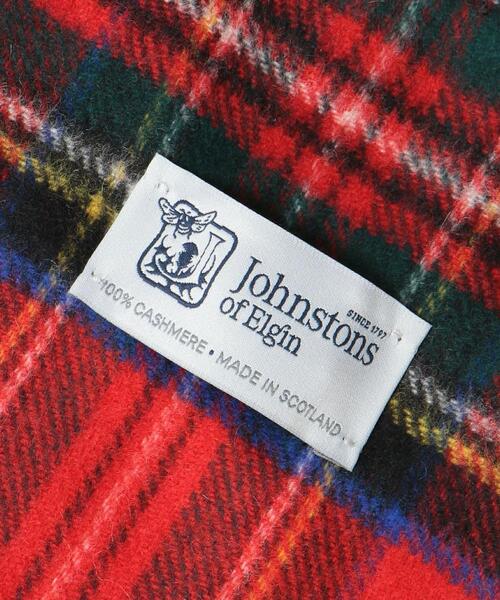 Johnstons
of Elgin
SINCE 1797
100% CASHMERE • MADE IN SCOTLAND